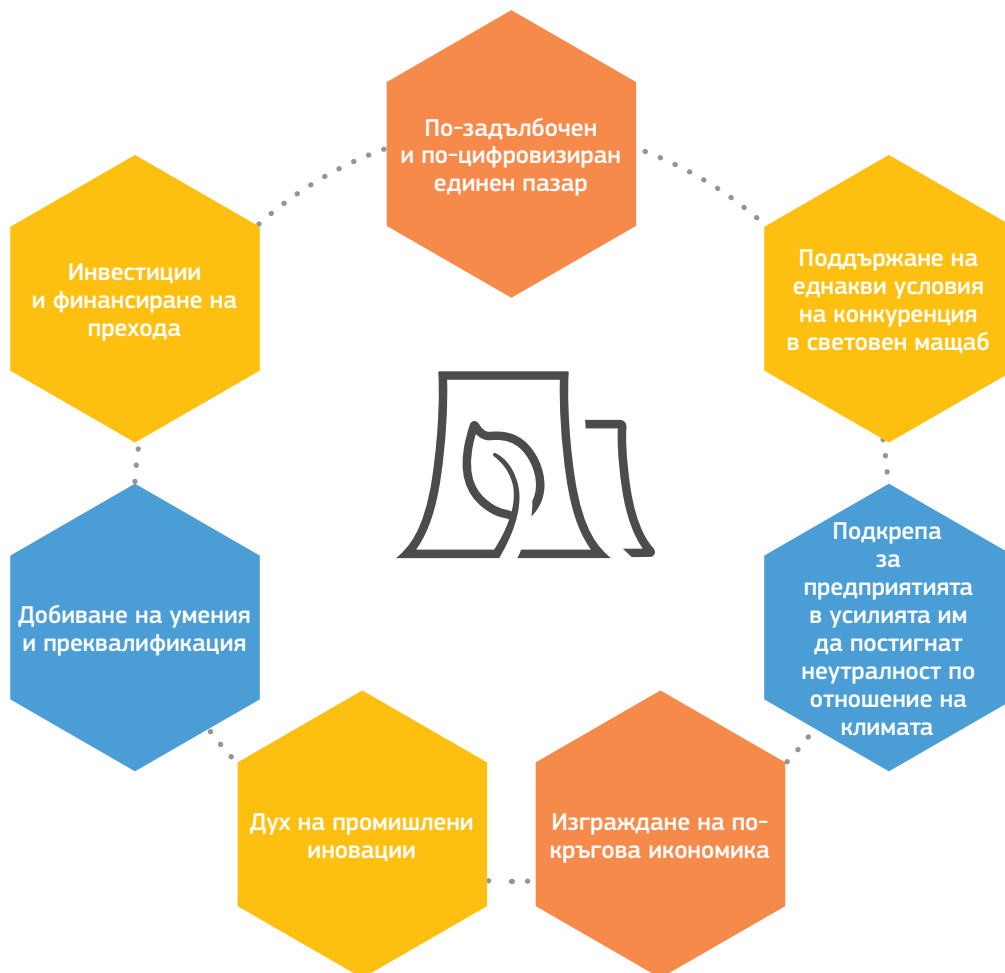 По-задълбочен
и по-цифровизиран
единен пазар
Инвестиции
и финансиране на
прехода
Поддържане на
еднакви условия
на конкуренция
в световен мащаб
Добиване на умения
и преквалификация
Подкрепа
за
предприятията
в усилията им
да постигнат
неутралност по
отношение на
климата
Дух на промишлени
иновации
Изграждане на по-
кръгова икономика